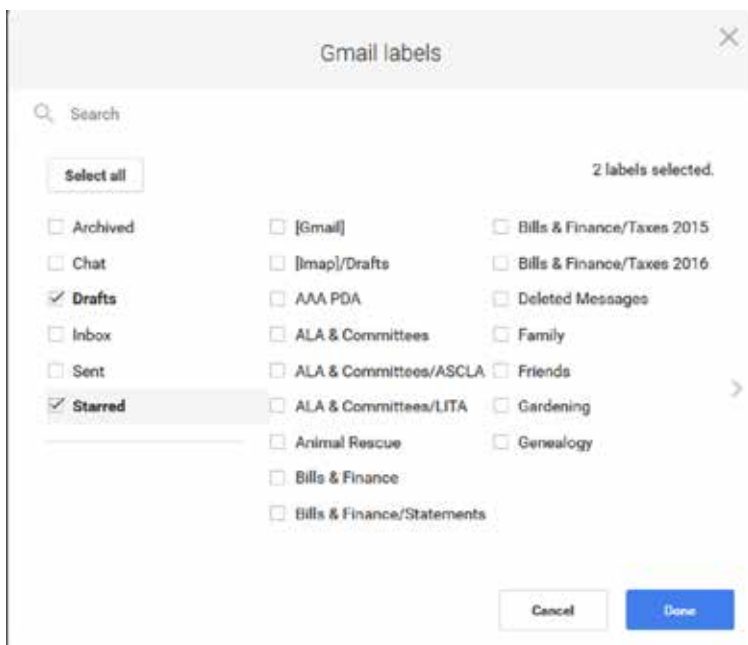 Gmail labels
Search
Select all
2 labels selected.
Archived
Chat
Drafts
Inbox
Sent
Starred
[Gmail]
[Imap]/Drafts
AAA PDA
ALA & Committees
ALA & Committees/ASCLA
ALA & Committees/LITA
Animal Rescue
Bills & Finance
Bills & Finance/Statements
Bills & Finance/Taxes 2015
Bills & Finance/Taxes 2016
Deleted Messages
Family
Friends
Gardening
Genealogy
Cancel
Done